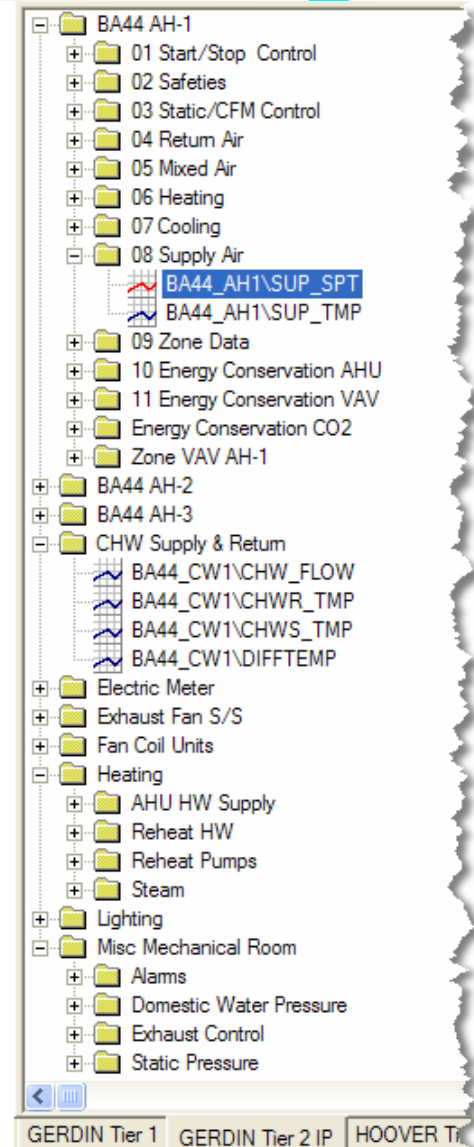 BA44 AH-1
01 Start/Stop Control
02 Safeties
03 Static/CFM Control
04 Return Air
05 Mixed Air
06 Heating
07 Cooling
08 Supply Air
BA44_AH1\SUP_SPT
BA44_AH1\SUP_TMP
09 Zone Data
10 Energy Conservation AHU
11 Energy Conservation VAV
Energy Conservation CO2
Zone VAV AH-1
BA44 AH-2
BA44 AH-3
CHW Supply & Return
BA44_CW1\CHW_FLOW
BA44_CW1\CHWR_TMP
BA44_CW1\CHWS_TMP
BA44_CW1\DIFFTEMP
Electric Meter
Exhaust Fan S/S
Fan Coil Units
Heating
AHU HW Supply
Reheat HW
Reheat Pumps
Steam
Lighting
Misc Mechanical Room
Alarms
Domestic Water Pressure
Exhaust Control
Static Pressure
GERDIN Tier 1 GERDIN Tier 2 IP HOOVER